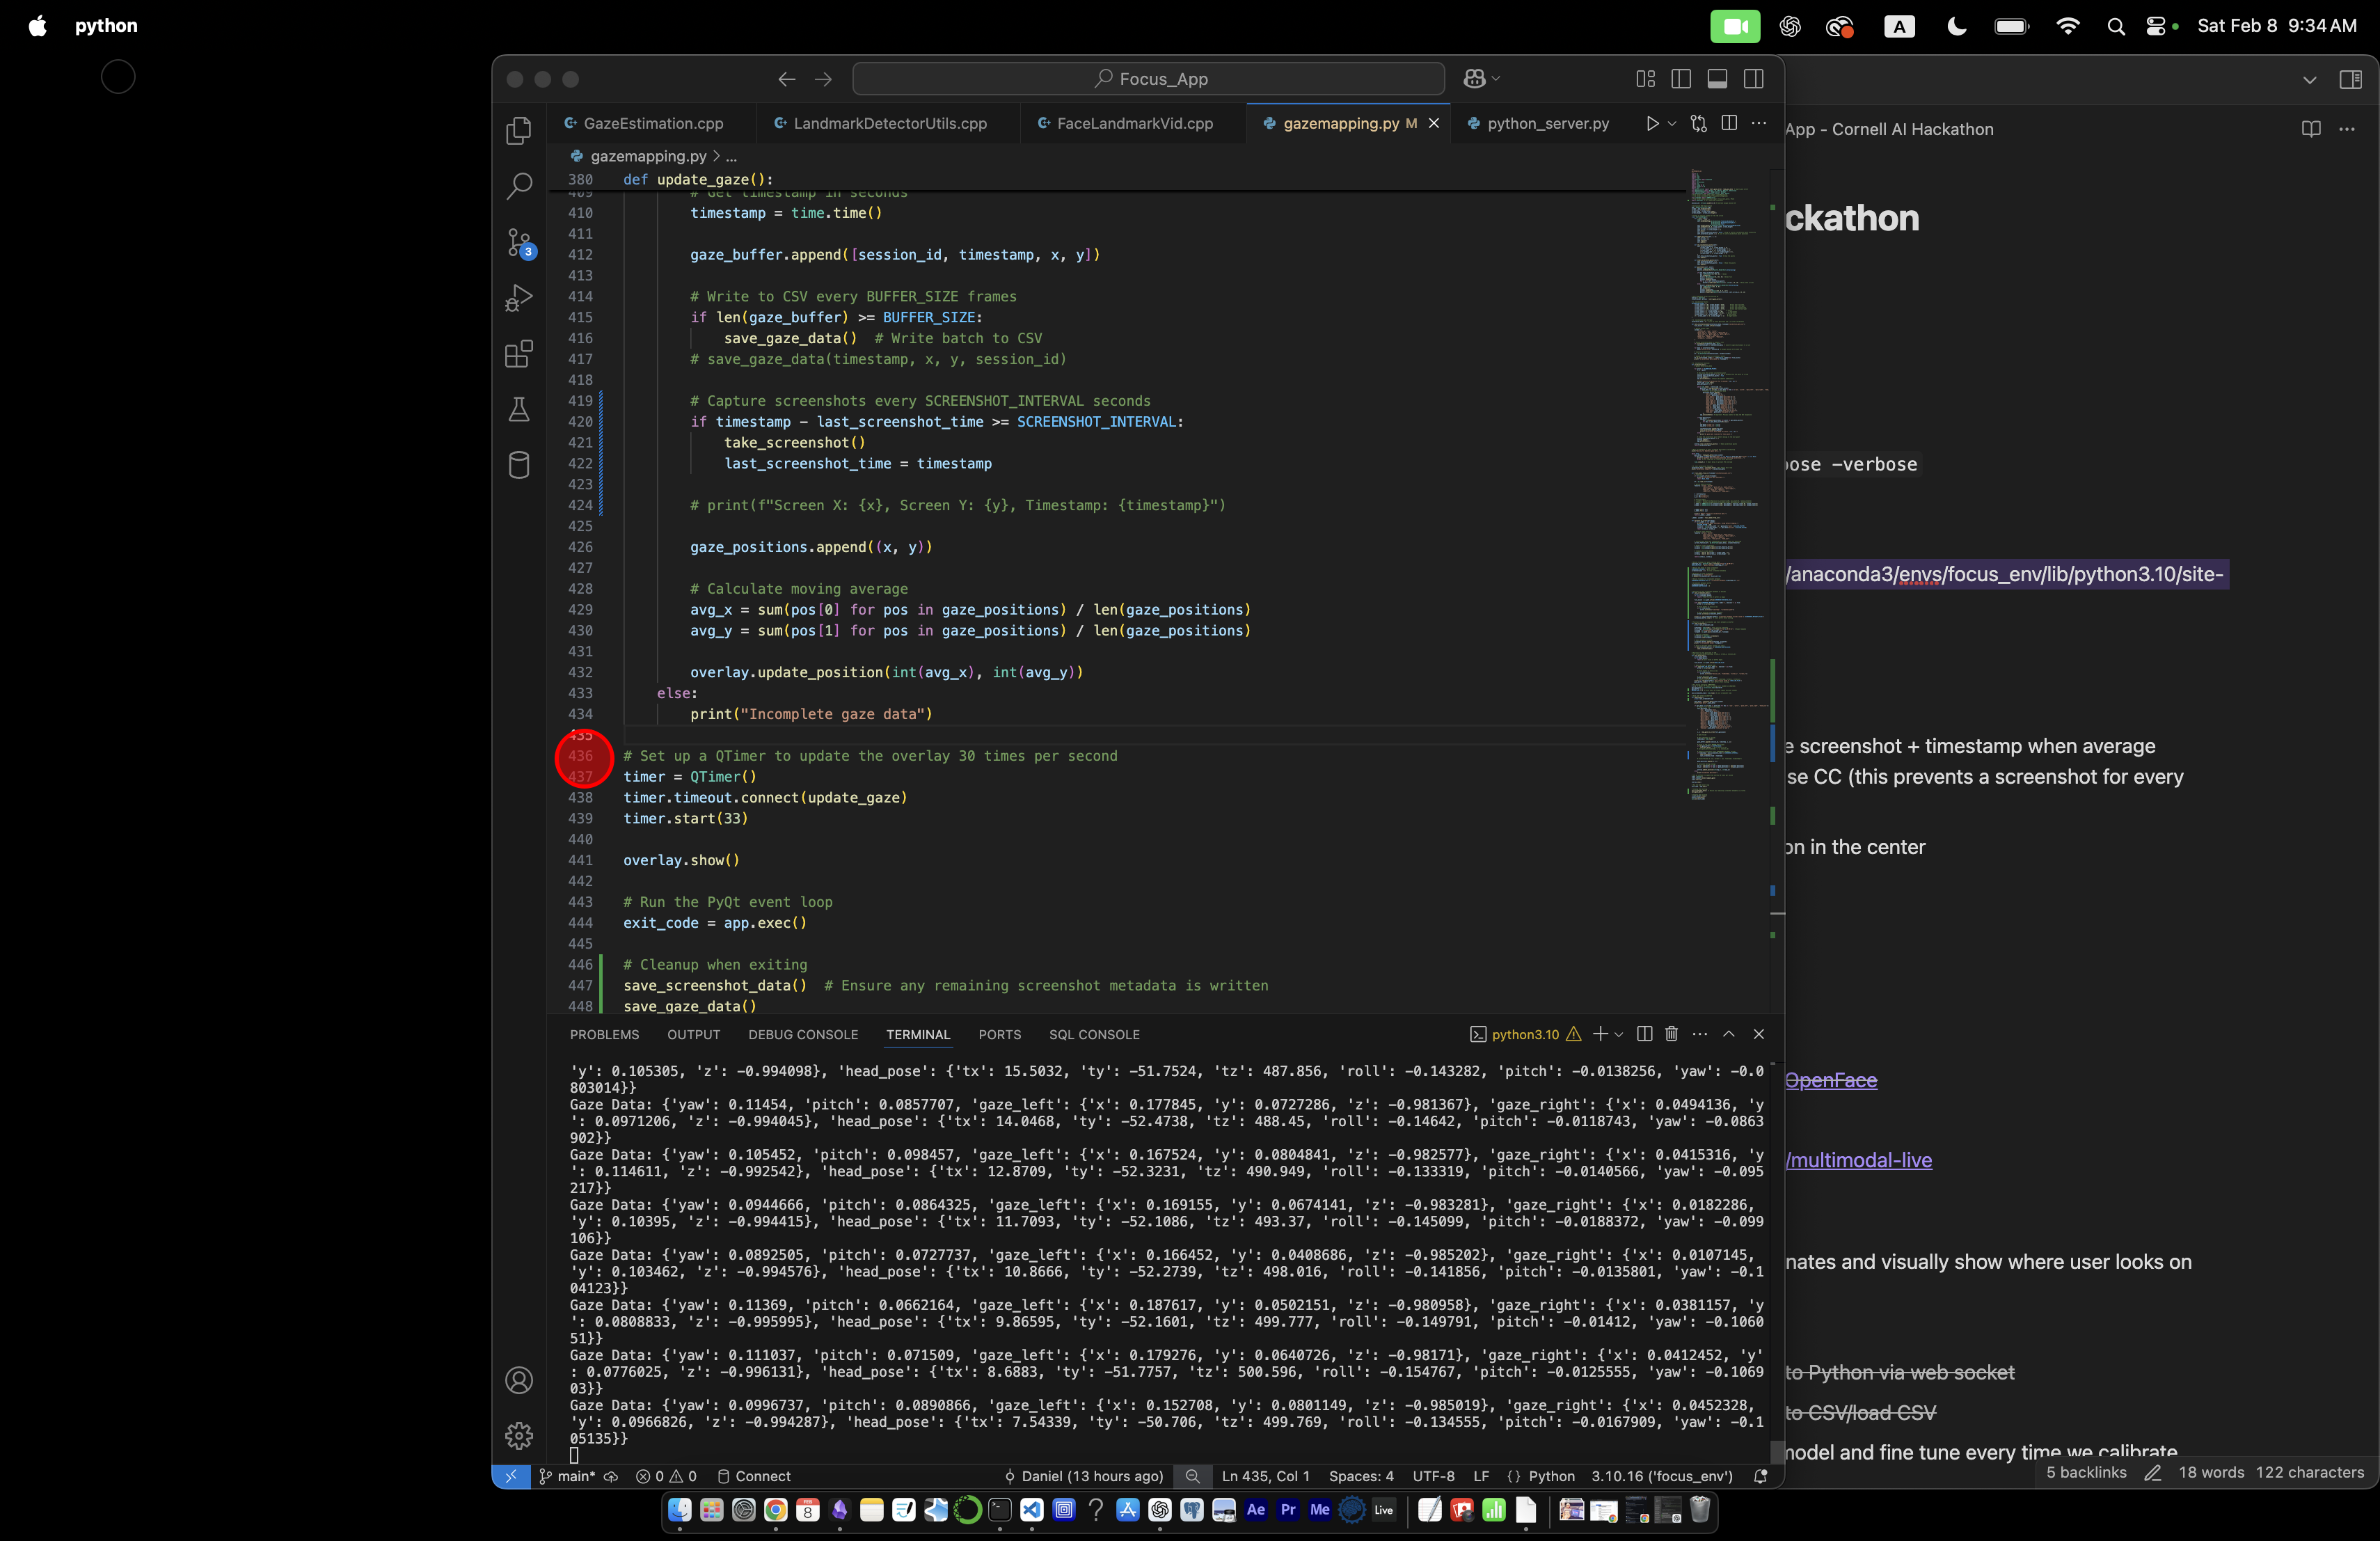 python
A
Sat Feb 8 9:34 AM
Focus_App
GazeEstimation.cpp
LandmarkDetectorUtils.cpp
FaceLandmarkVid.cpp
gazemapping.py M
python_server.py
gazemapping.py > ...
380 def update_gaze():
409 # Get timestamp in seconds
410 timestamp = time.time()
411
412 gaze_buffer.append([session_id, timestamp, x, y])
413
414 # Write to CSV every BUFFER_SIZE frames
415 if len(gaze_buffer) >= BUFFER_SIZE:
416 save_gaze_data() # Write batch to CSV
417 # save_gaze_data(timestamp, x, y, session_id)
418
419 # Capture screenshots every SCREENSHOT_INTERVAL seconds
420 if timestamp - last_screenshot_time >= SCREENSHOT_INTERVAL:
421 take_screenshot()
422 last_screenshot_time = timestamp
423
424 # print(f"Screen X: {x}, Screen Y: {y}, Timestamp: {timestamp}")
425
426 gaze_positions.append((x, y))
427
428 # Calculate moving average
429 avg_x = sum(pos[0] for pos in gaze_positions) / len(gaze_positions)
430 avg_y = sum(pos[1] for pos in gaze_positions) / len(gaze_positions)
431
432 overlay.update_position(int(avg_x), int(avg_y))
433 else:
434 print("Incomplete gaze data")
435
436 # Set up a QTimer to update the overlay 30 times per second
437 timer = QTimer()
438 timer.timeout.connect(update_gaze)
439 timer.start(33)
440
441 overlay.show()
442
443 # Run the PyQt event loop
444 exit_code = app.exec()
445
446 # Cleanup when exiting
447 save_screenshot_data() # Ensure any remaining screenshot metadata is written
448 save_gaze_data()
3
PROBLEMS OUTPUT DEBUG CONSOLE TERMINAL PORTS SQL CONSOLE
python3.10
'y': 0.105305, 'z': -0.994098}, 'head_pose': {'tx': 15.5032, 'ty': -51.7524, 'tz': 487.856, 'roll': -0.143282, 'pitch': -0.0138256, 'yaw': -0.0
803014}}
Gaze Data: {'yaw': 0.11454, 'pitch': 0.0857707, 'gaze_left': {'x': 0.177845, 'y': 0.0727286, 'z': -0.981367}, 'gaze_right': {'x': 0.0494136, 'y
': 0.0971206, 'z': -0.994045}, 'head_pose': {'tx': 14.0468, 'ty': -52.4738, 'tz': 488.45, 'roll': -0.14642, 'pitch': -0.0118743, 'yaw': -0.0863
902}}
Gaze Data: {'yaw': 0.105452, 'pitch': 0.098457, 'gaze_left': {'x': 0.167524, 'y': 0.0804841, 'z': -0.982577}, 'gaze_right': {'x': 0.0415316, 'y
': 0.114611, 'z': -0.992542}, 'head_pose': {'tx': 12.8709, 'ty': -52.3231, 'tz': 490.949, 'roll': -0.133319, 'pitch': -0.0140566, 'yaw': -0.095
217}}
Gaze Data: {'yaw': 0.0944666, 'pitch': 0.0864325, 'gaze_left': {'x': 0.169155, 'y': 0.0674141, 'z': -0.983281}, 'gaze_right': {'x': 0.0182286,
'y': 0.10395, 'z': -0.994415}, 'head_pose': {'tx': 11.7093, 'ty': -52.1086, 'tz': 493.37, 'roll': -0.145099, 'pitch': -0.0188372, 'yaw': -0.099
106}}
Gaze Data: {'yaw': 0.0892505, 'pitch': 0.0727737, 'gaze_left': {'x': 0.166452, 'y': 0.0408686, 'z': -0.985202}, 'gaze_right': {'x': 0.0107145,
'y': 0.103462, 'z': -0.994576}, 'head_pose': {'tx': 10.8666, 'ty': -52.2739, 'tz': 498.016, 'roll': -0.141856, 'pitch': -0.0135801, 'yaw': -0.1
04123}}
Gaze Data: {'yaw': 0.11369, 'pitch': 0.0662164, 'gaze_left': {'x': 0.187617, 'y': 0.0502151, 'z': -0.980958}, 'gaze_right': {'x': 0.0381157, 'y
': 0.0808833, 'z': -0.995995}, 'head_pose': {'tx': 9.86595, 'ty': -52.1601, 'tz': 499.777, 'roll': -0.149791, 'pitch': -0.01412, 'yaw': -0.1060
51}}
Gaze Data: {'yaw': 0.111037, 'pitch': 0.071509, 'gaze_left': {'x': 0.179276, 'y': 0.0640726, 'z': -0.98171}, 'gaze_right': {'x': 0.0412452, 'y'
: 0.0776025, 'z': -0.996131}, 'head_pose': {'tx': 8.6883, 'ty': -51.7757, 'tz': 500.596, 'roll': -0.154767, 'pitch': -0.0125555, 'yaw': -0.1069
03}}
Gaze Data: {'yaw': 0.0996737, 'pitch': 0.0890866, 'gaze_left': {'x': 0.152708, 'y': 0.0801149, 'z': -0.985019}, 'gaze_right': {'x': 0.0452328,
'y': 0.0966826, 'z': -0.994287}, 'head_pose': {'tx': 7.54339, 'ty': -50.706, 'tz': 499.769, 'roll': -0.134555, 'pitch': -0.0167909, 'yaw': -0.1
05135}}
main* 0 0 Connect Daniel (13 hours ago) Ln 435, Col 1 Spaces: 4 UTF-8 LF {} Python 3.10.16 ('focus_env')
App - Cornell AI Hackathon
ckathon
ose -verbose
/anaconda3/envs/focus_env/lib/python3.10/site-
e screenshot + timestamp when average
se CC (this prevents a screenshot for every
on in the center
OpenFace
/multimodal-live
nates and visually show where user looks on
to Python via web socket
to CSV/load CSV
model and fine tune every time we calibrate
5 backlinks 18 words 122 characters
FEB
8
?
Ae Pr Me Live